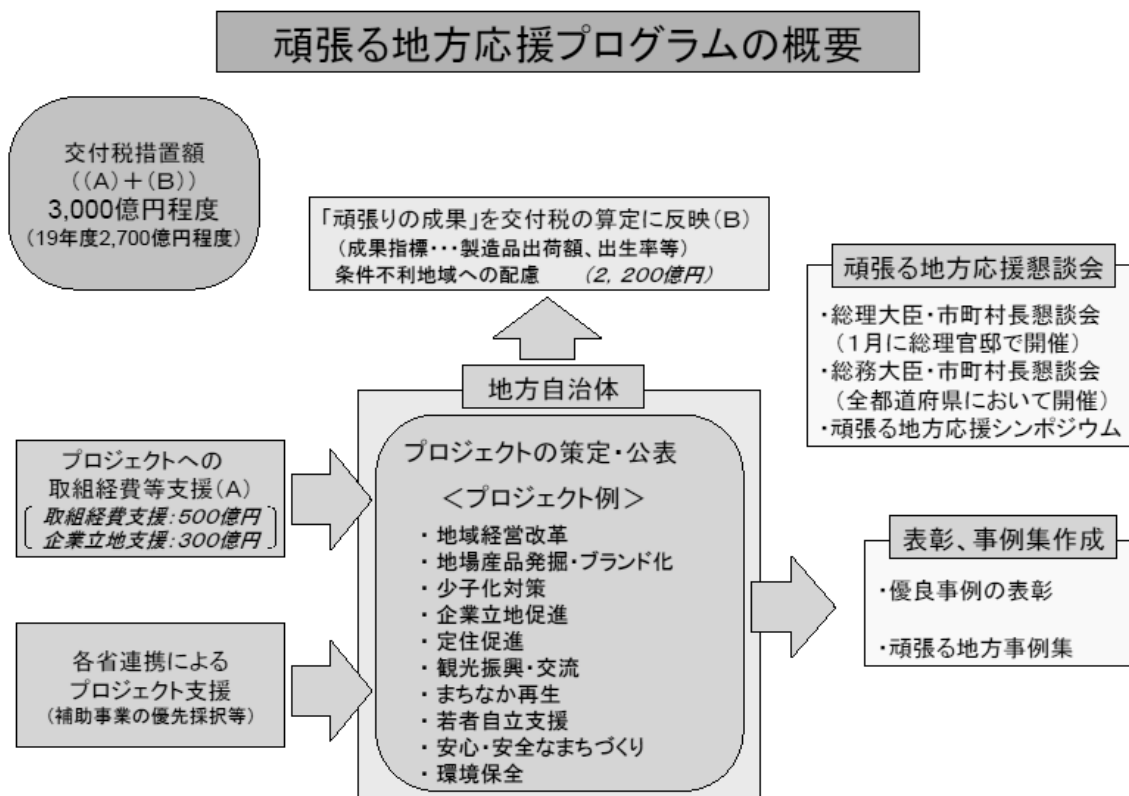 頑張る地方応援プログラムの概要
交付税措置額
((A)+(B))
3,000億円程度
(19年度2,700億円程度)
「頑張りの成果」を交付税の算定に反映(B)
(成果指標・・・製造品出荷額、出生率等)
条件不利地域への配慮 (2,200億円)
頑張る地方応援懇談会
・総理大臣・市町村長懇談会
(1月に総理官邸で開催)
・総務大臣・市町村長懇談会
(全都道府県において開催)
・頑張る地方応援シンポジウム
地方自治体
プロジェクトの策定・公表
<プロジェクト例>
・地域経営改革
・地場産品発掘・ブランド化
・少子化対策
・企業立地促進
・定住促進
・観光振興・交流
・まちなか再生
・若者自立支援
・安心・安全なまちづくり
・環境保全
プロジェクトへの
取組経費等支援(A)
取組経費支援:500億円
企業立地支援:300億円
各省連携による
プロジェクト支援
(補助事業の優先採択等)
表彰、事例集作成
・優良事例の表彰
・頑張る地方事例集